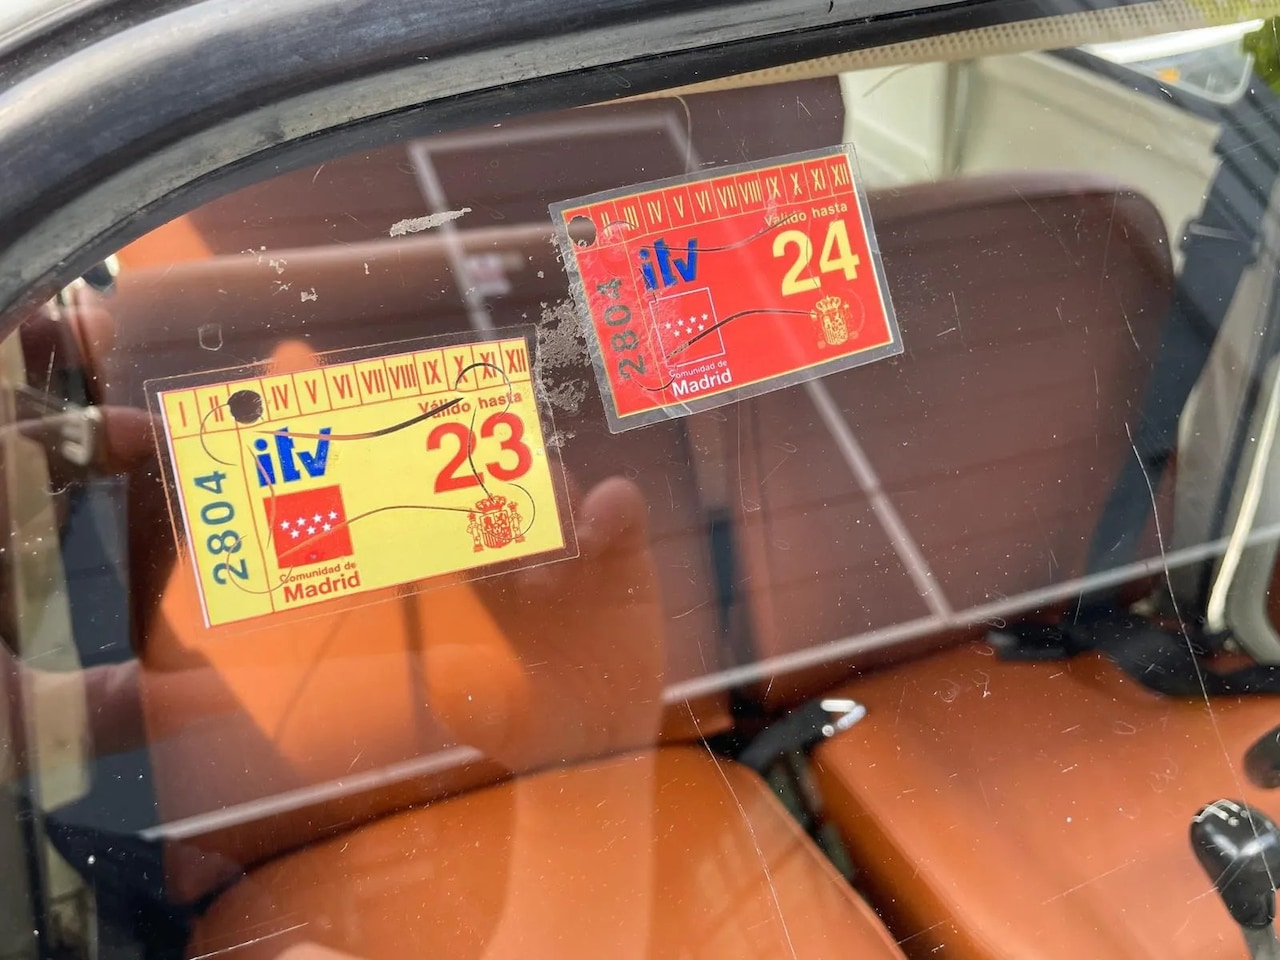 I II IV V VI VII VIII IX X XI XII
Válido hasta
itv
23
2804
Comunidad de
Madrid
II III IV V VI VII VIII IX X XI XII
Válido hasta
itv
24
2804
Comunidad de
Madrid